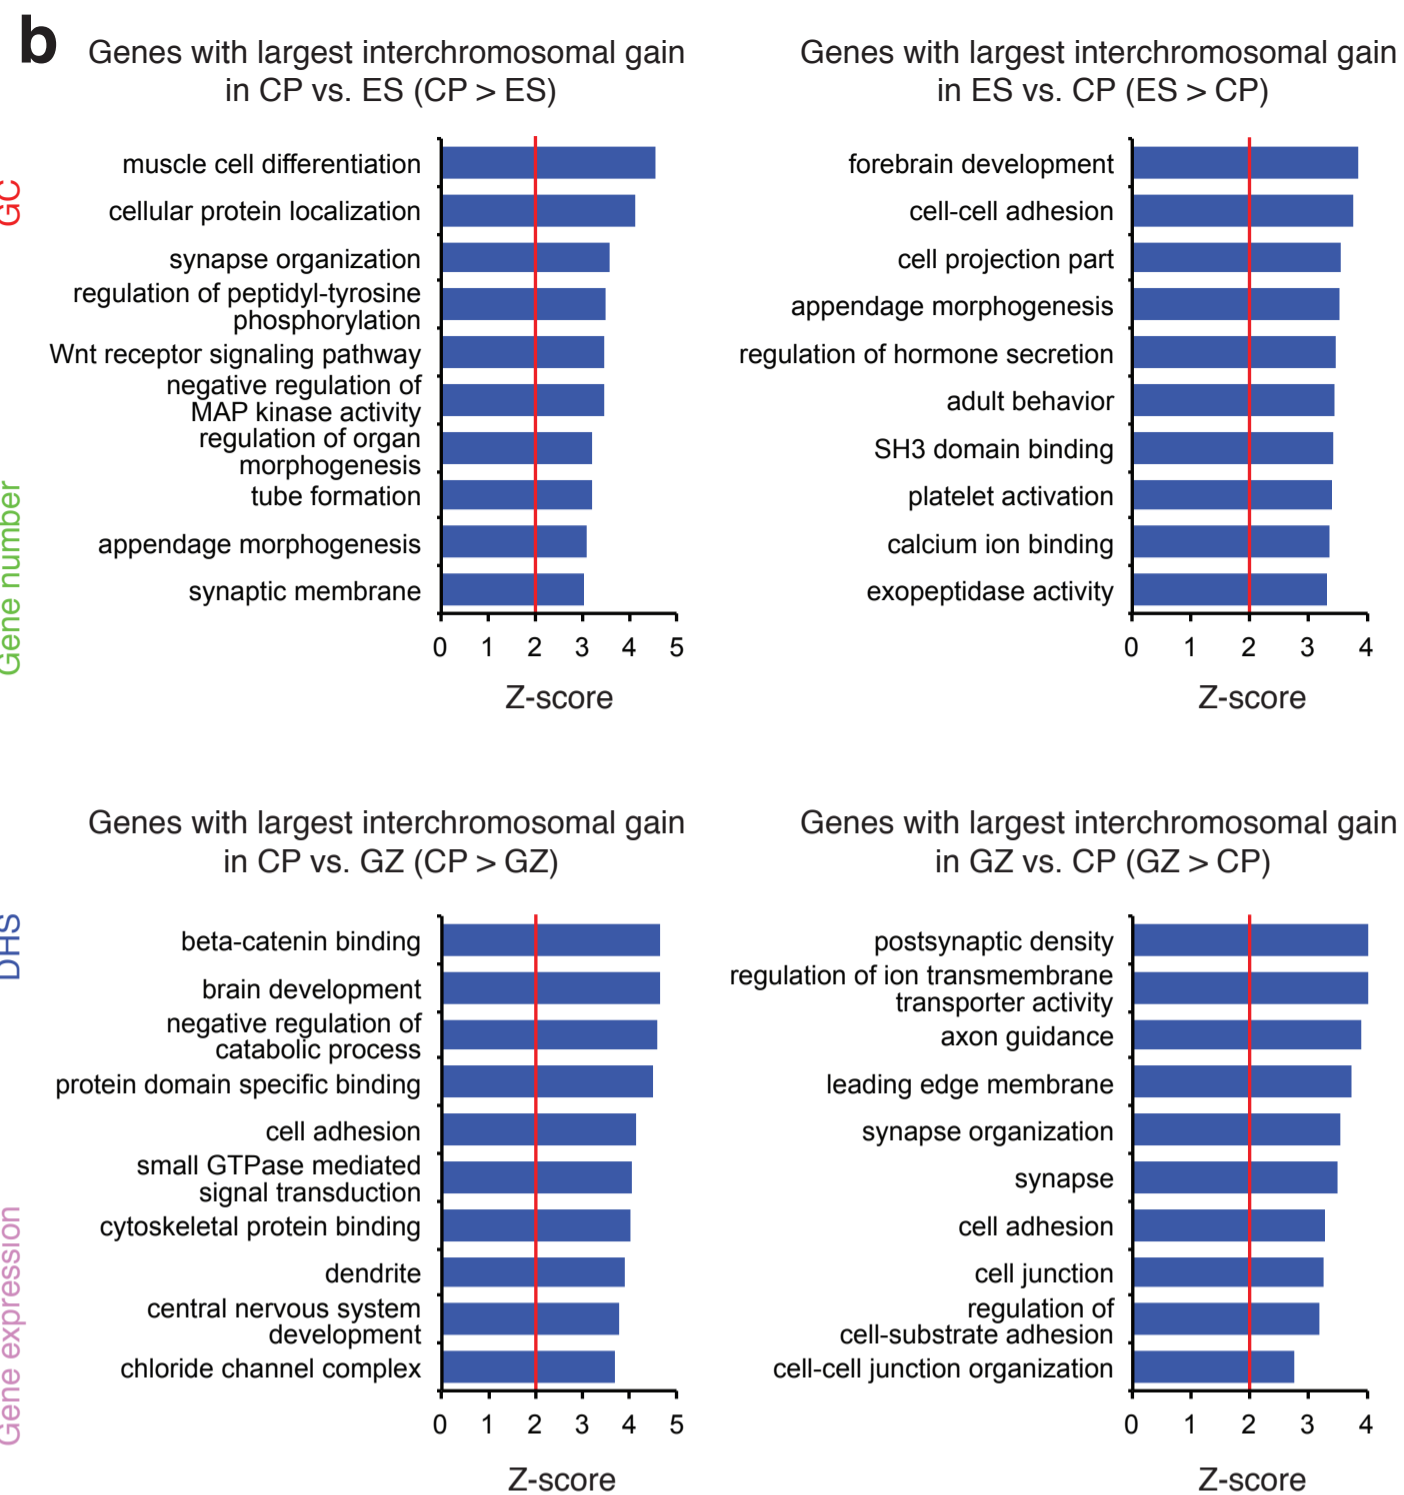 b
Genes with largest interchromosomal gain
in CP vs. ES (CP > ES)
muscle cell differentiation
cellular protein localization
synapse organization
regulation of peptidyl-tyrosine
phosphorylation
Wnt receptor signaling pathway
negative regulation of
MAP kinase activity
regulation of organ
morphogenesis
tube formation
appendage morphogenesis
synaptic membrane
0 1 2 3 4 5
Z-score
Genes with largest interchromosomal gain
in ES vs. CP (ES > CP)
forebrain development
cell-cell adhesion
cell projection part
appendage morphogenesis
regulation of hormone secretion
adult behavior
SH3 domain binding
platelet activation
calcium ion binding
exopeptidase activity
0 1 2 3 4
Z-score
Genes with largest interchromosomal gain
in CP vs. GZ (CP > GZ)
beta-catenin binding
brain development
negative regulation of
catabolic process
protein domain specific binding
cell adhesion
small GTPase mediated
signal transduction
cytoskeletal protein binding
dendrite
central nervous system
development
chloride channel complex
0 1 2 3 4 5
Z-score
Genes with largest interchromosomal gain
in GZ vs. CP (GZ > CP)
postsynaptic density
regulation of ion transmembrane
transporter activity
axon guidance
leading edge membrane
synapse organization
synapse
cell adhesion
cell junction
regulation of
cell-substrate adhesion
cell-cell junction organization
0 1 2 3 4
Z-score
GC
Gene number
DHS
Gene expression